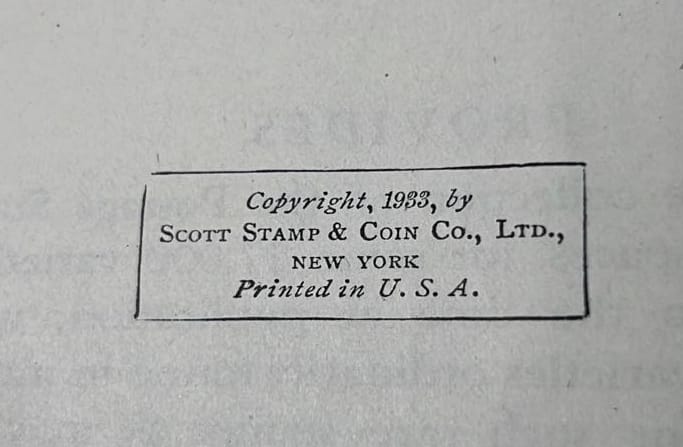 Copyright, 1933, by
SCOTT STAMP & COIN CO., LTD.,
NEW YORK
Printed in U. S. A.